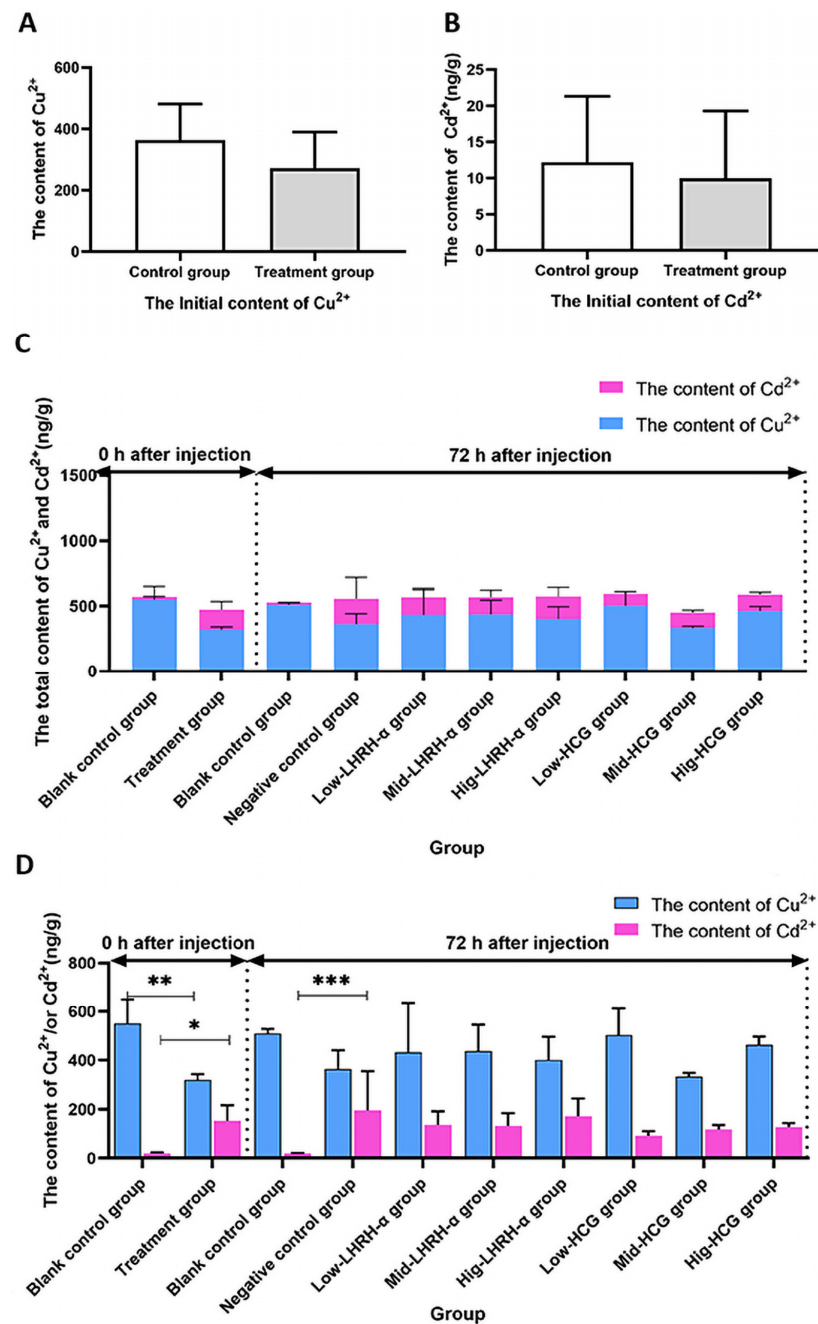 A
The content of Cu²⁺
600
400
200
0
Control group
Treatment group
The Initial content of Cu²⁺
B
The content of Cd²⁺(ng/g)
25
20
15
10
5
0
Control group
Treatment group
The Initial content of Cd²⁺
C
The content of Cd²⁺
The content of Cu²⁺
The total content of Cu²⁺and Cd²⁺(ng/g)
0 h after injection
72 h after injection
1500
1000
500
0
Blank control group
Treatment group
Blank control group
Negative control group
Low-LHRH-α group
Mid-LHRH-α group
Hig-LHRH-α group
Low-HCG group
Mid-HCG group
Hig-HCG group
Group
D
The content of Cu²⁺
The content of Cd²⁺
The content of Cu²⁺/or Cd²⁺(ng/g)
0 h after injection
72 h after injection
800
600
400
200
0
**
*
***
Blank control group
Treatment group
Blank control group
Negative control group
Low-LHRH-α group
Mid-LHRH-α group
Hig-LHRH-α group
Low-HCG group
Mid-HCG group
Hig-HCG group
Group